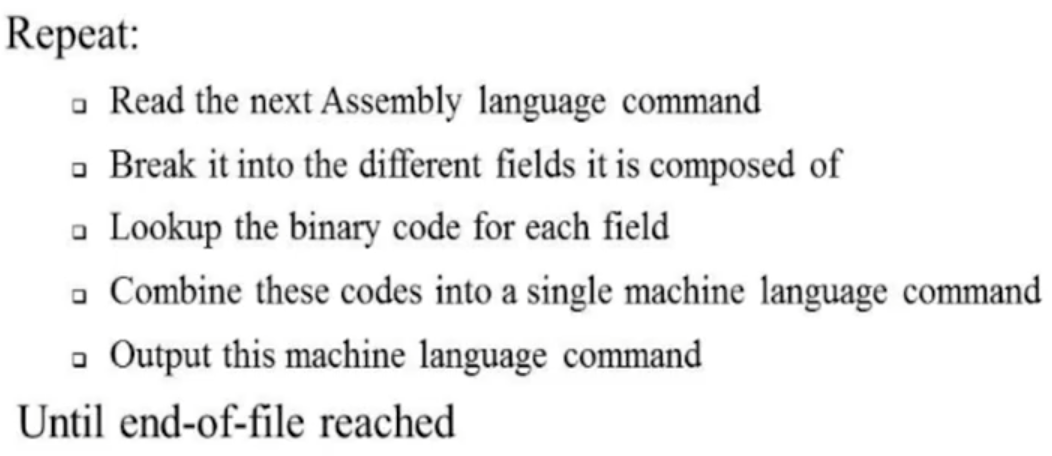 Repeat:
❑ Read the next Assembly language command
❑ Break it into the different fields it is composed of
❑ Lookup the binary code for each field
❑ Combine these codes into a single machine language command
❑ Output this machine language command
Until end-of-file reached